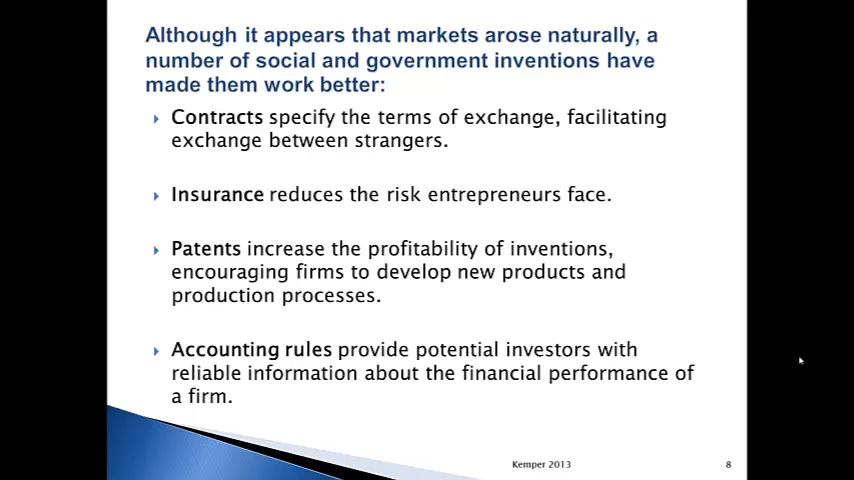 Although it appears that markets arose naturally, a
number of social and government inventions have
made them work better:
Contracts specify the terms of exchange, facilitating
exchange between strangers.
Insurance reduces the risk entrepreneurs face.
Patents increase the profitability of inventions,
encouraging firms to develop new products and
production processes.
Accounting rules provide potential investors with
reliable information about the financial performance of
a firm.
Kemper 2013
8